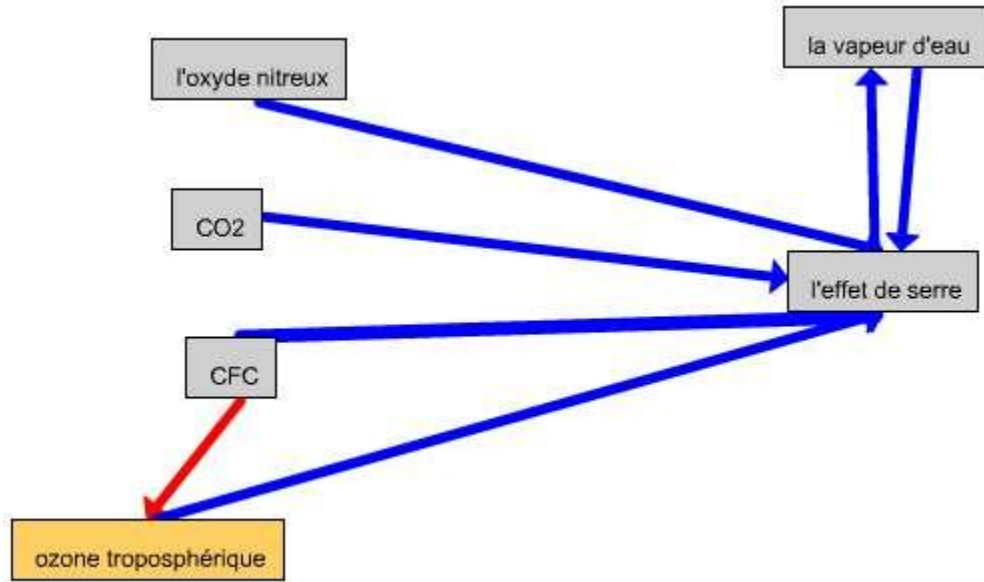 la vapeur d'eau
l'oxyde nitreux
CO2
l'effet de serre
CFC
ozone troposphérique